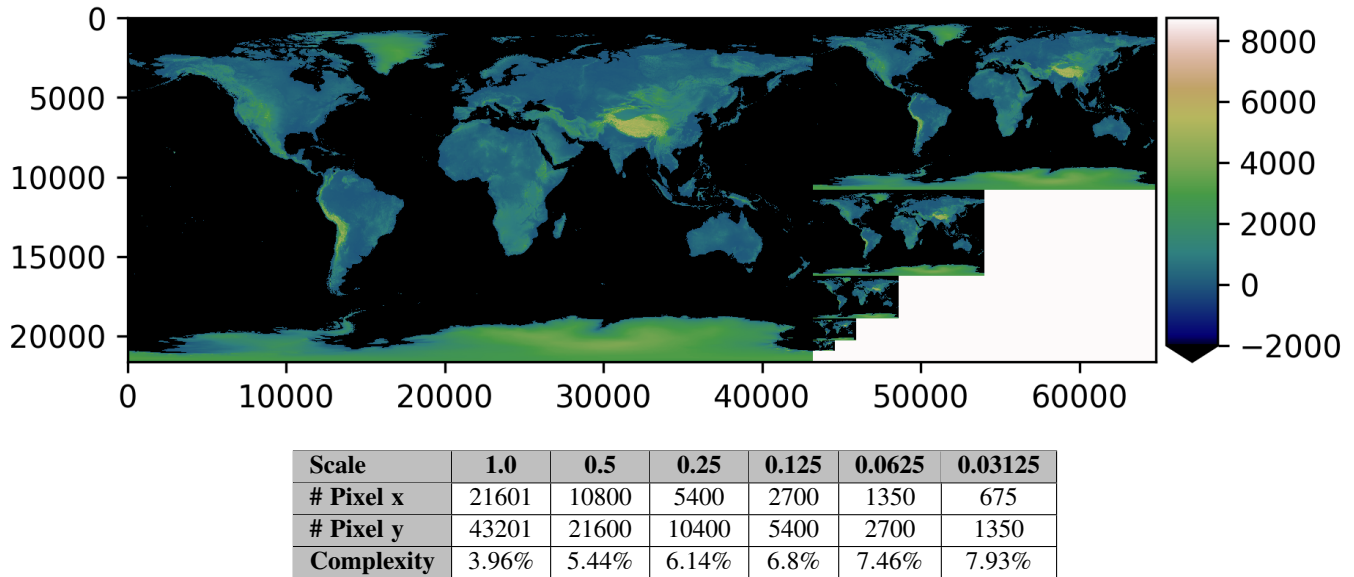 0
5000
10000
15000
20000
0 10000 20000 30000 40000 50000 60000
8000
6000
4000
2000
0
−2000
Scale 1.0 0.5 0.25 0.125 0.0625 0.03125
# Pixel x 21601 10800 5400 2700 1350 675
# Pixel y 43201 21600 10400 5400 2700 1350
Complexity 3.96% 5.44% 6.14% 6.8% 7.46% 7.93%